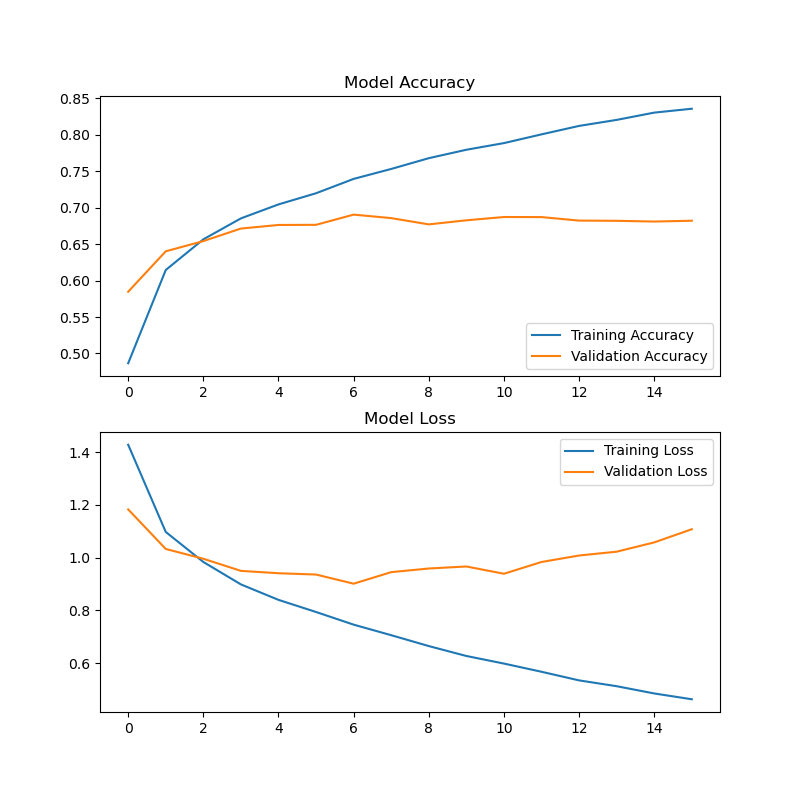 Model Accuracy
0.85
0.80
0.75
0.70
0.65
0.60
0.55
0.50
Training Accuracy
Validation Accuracy
0 2 4 6 8 10 12 14
Model Loss
1.4
1.2
1.0
0.8
0.6
Training Loss
Validation Loss
0 2 4 6 8 10 12 14